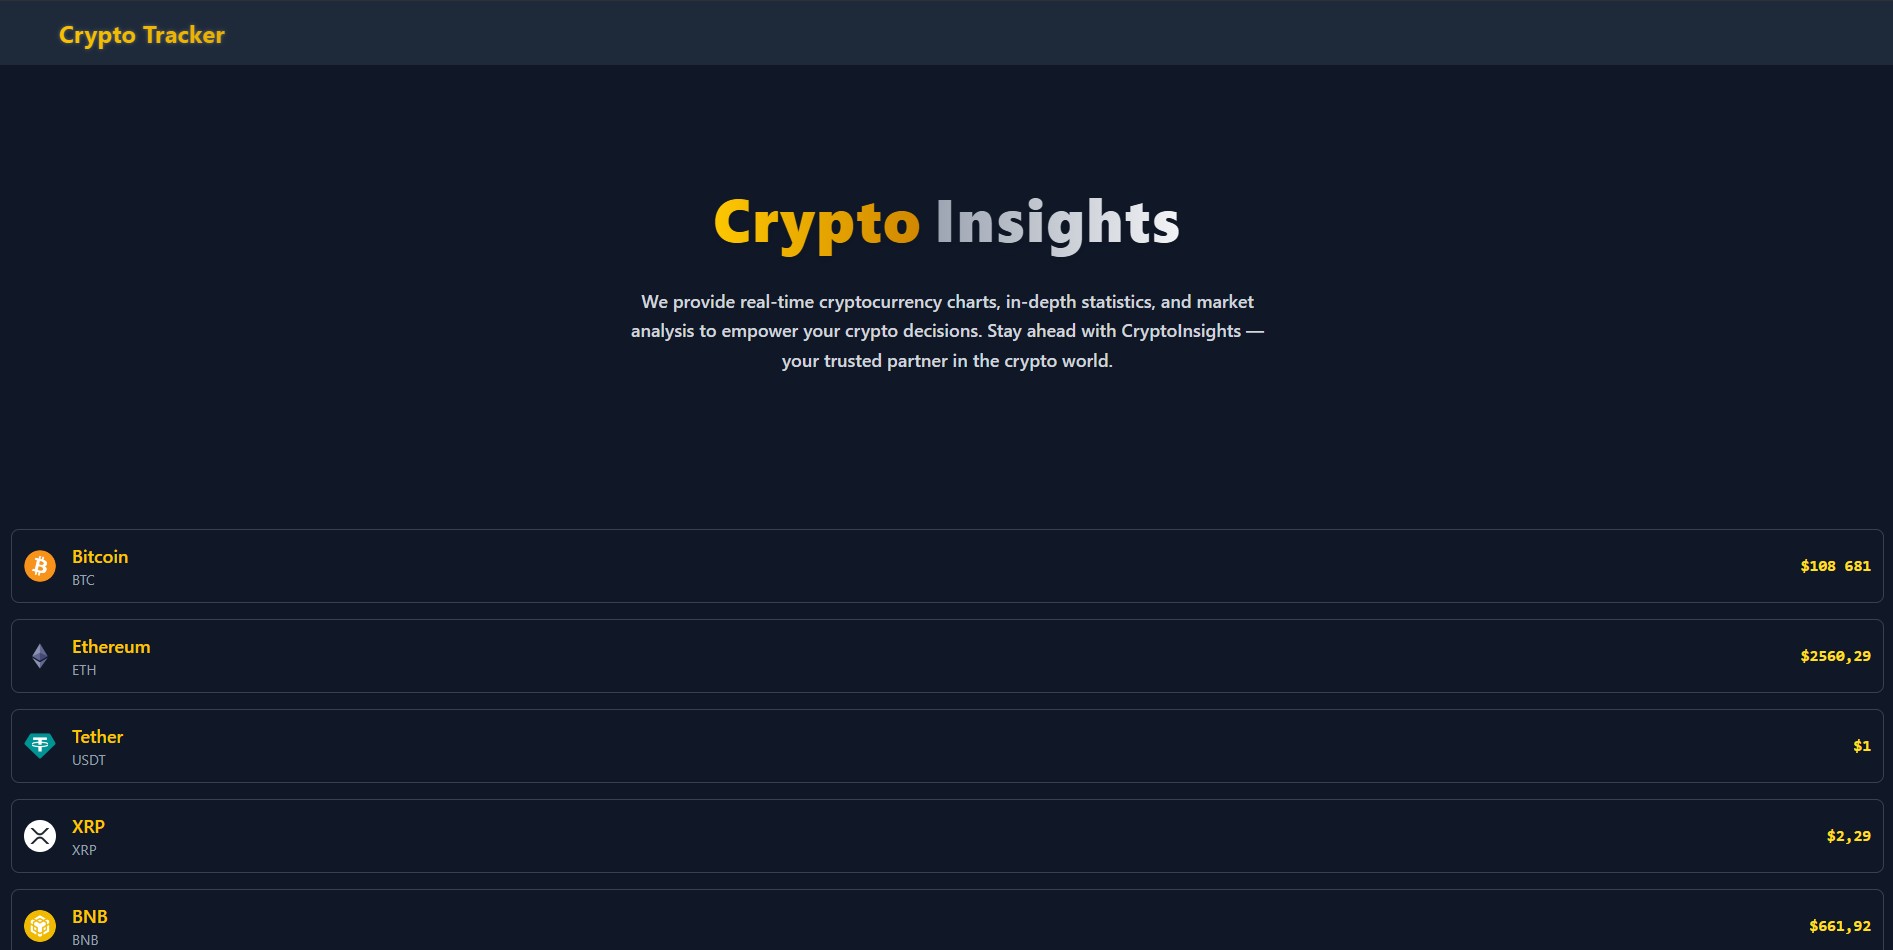 Crypto Tracker
Crypto Insights
We provide real-time cryptocurrency charts, in-depth statistics, and market
analysis to empower your crypto decisions. Stay ahead with CryptoInsights —
your trusted partner in the crypto world.
Bitcoin
BTC
$108 681
Ethereum
ETH
$2560,29
Tether
USDT
$1
XRP
XRP
$2,29
BNB
BNB
$661,92